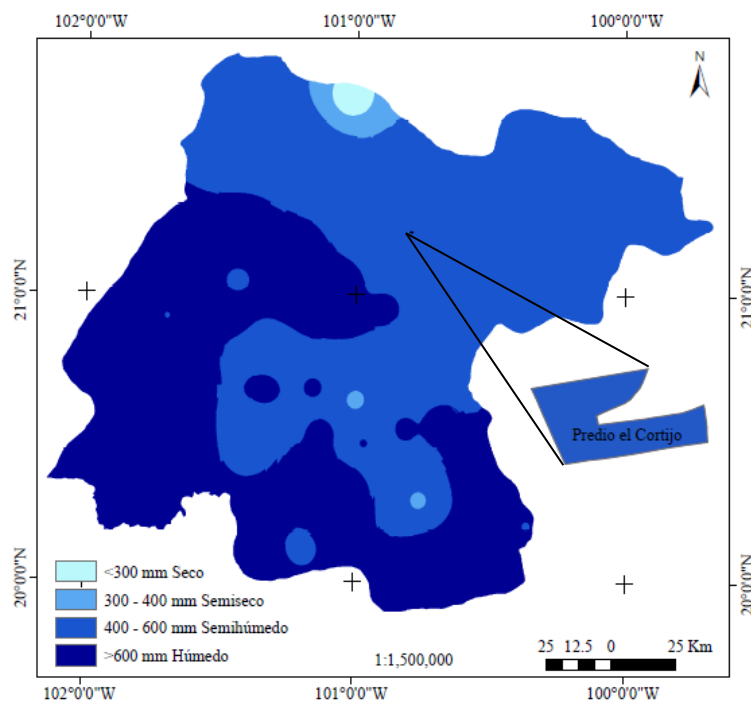 102°0'0"W 101°0'0"W 100°0'0"W
N
21°0'0"N
21°0'0"N
Predio el Cortijo
<300 mm Seco
300 - 400 mm Semiseco
400 - 600 mm Semihúmedo
>600 mm Húmedo
20°0'0"N
20°0'0"N
1:1,500,000
25 12.5 0 25 Km
102°0'0"W 101°0'0"W 100°0'0"W